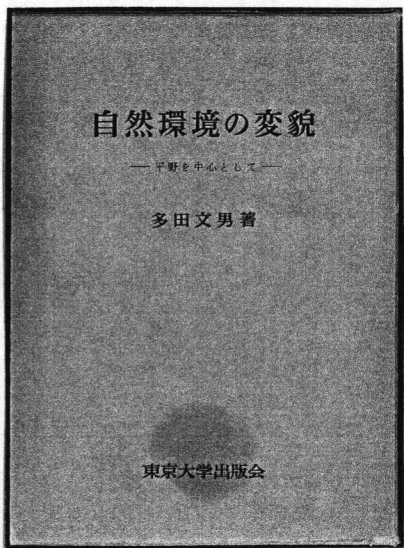 自然環境の変貌
― 平野を中心として ―
多田文男著
東京大学出版会